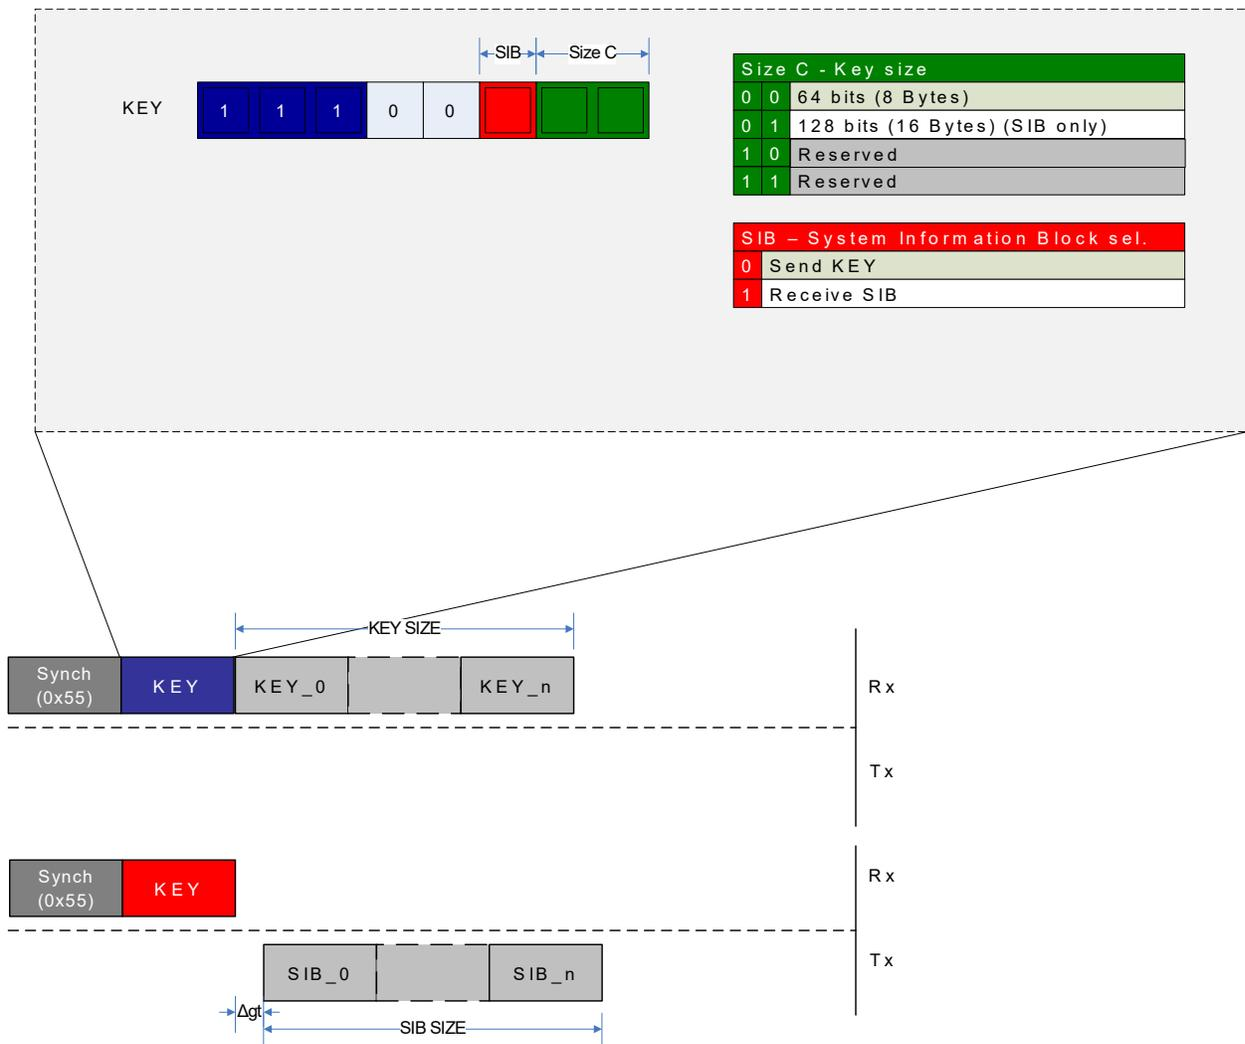 SIB Size C
KEY 1 1 1 0 0
Size C - Key size
0 0 64 bits (8 Bytes)
0 1 128 bits (16 Bytes) (SIB only)
1 0 Reserved
1 1 Reserved
SIB – System Information Block sel.
0 Send KEY
1 Receive SIB
KEY SIZE
Synch
(0x55)
KEY
KEY_0
KEY_n
Rx
Tx
Synch
(0x55)
KEY
Rx
SIB_0
SIB_n
Tx
Δgt
SIB SIZE